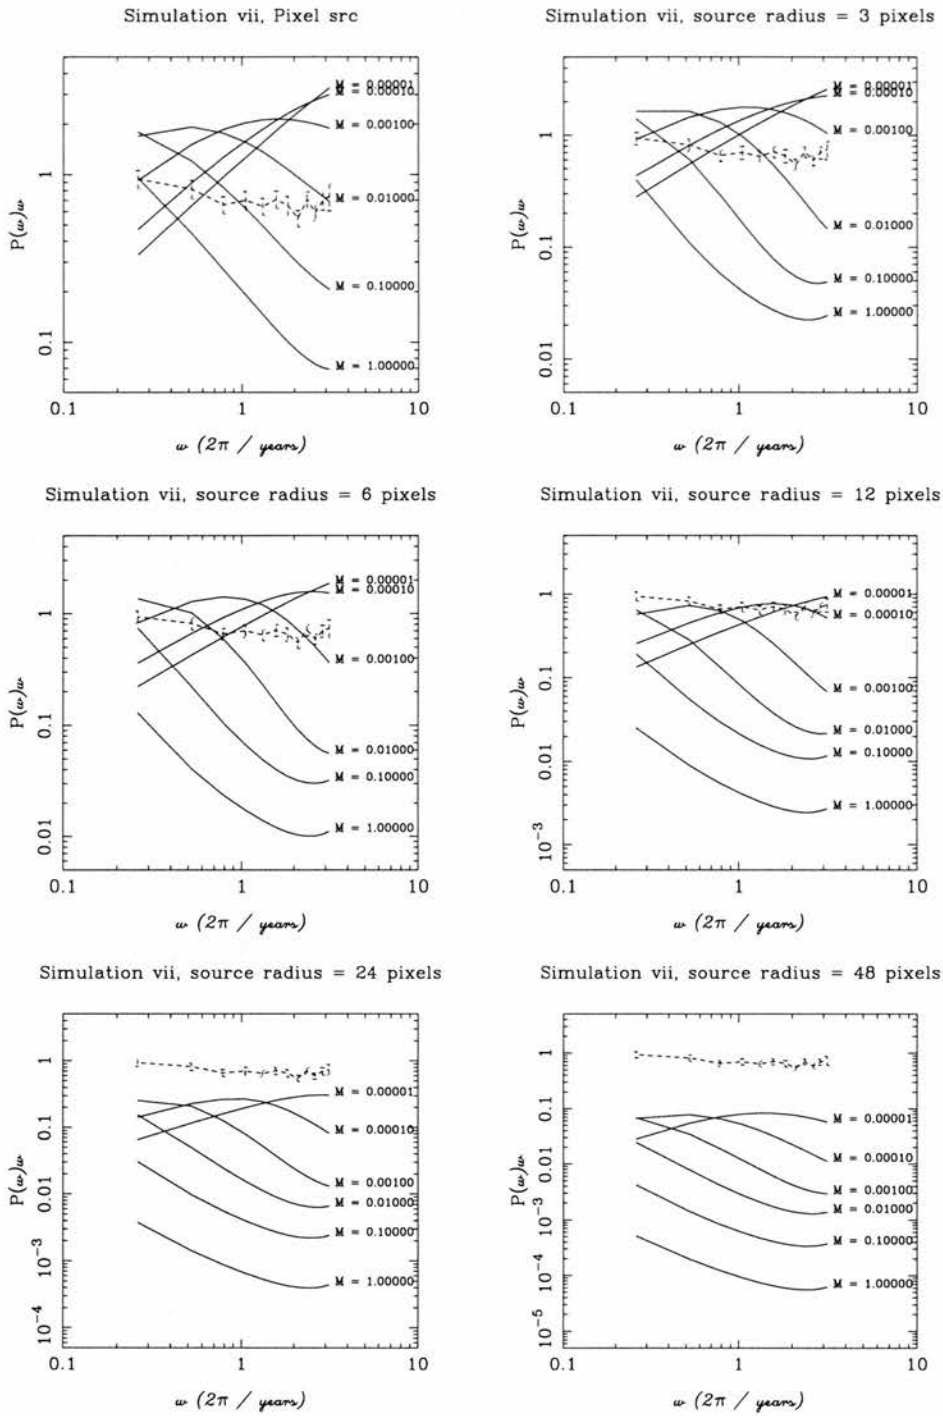 Simulation vii, Pixel src
P(w)w
1
0.1
0.1
1
10
w (2π / years)
M = 0.00001
M = 0.00010
M = 0.00100
M = 0.01000
M = 0.10000
M = 1.00000
Simulation vii, source radius = 3 pixels
P(w)w
1
0.1
0.01
0.1
1
10
w (2π / years)
M = 0.00001
M = 0.00010
M = 0.00100
M = 0.01000
M = 0.10000
M = 1.00000
Simulation vii, source radius = 6 pixels
P(w)w
1
0.1
0.01
0.1
1
10
w (2π / years)
M = 0.00001
M = 0.00010
M = 0.00100
M = 0.01000
M = 0.10000
M = 1.00000
Simulation vii, source radius = 12 pixels
P(w)w
1
0.1
0.01
10⁻³
0.1
1
10
w (2π / years)
M = 0.00001
M = 0.00010
M = 0.00100
M = 0.01000
M = 0.10000
M = 1.00000
Simulation vii, source radius = 24 pixels
P(w)w
1
0.1
0.01
10⁻³
10⁻⁴
0.1
1
10
w (2π / years)
M = 0.00001
M = 0.00010
M = 0.00100
M = 0.01000
M = 0.10000
M = 1.00000
Simulation vii, source radius = 48 pixels
P(w)w
1
0.1
0.01
10⁻³
10⁻⁴
10⁻⁵
0.1
1
10
w (2π / years)
M = 0.00001
M = 0.00010
M = 0.00100
M = 0.01000
M = 0.10000
M = 1.00000